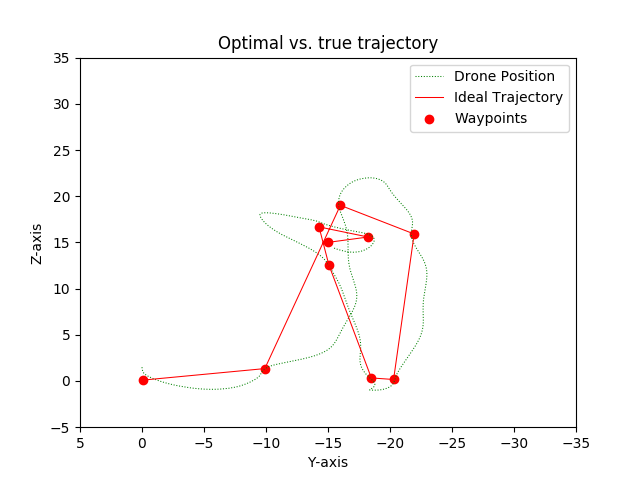 Optimal vs. true trajectory
Drone Position
Ideal Trajectory
Waypoints
35
30
25
20
15
10
5
0
−5
Z-axis
5 0 −5 −10 −15 −20 −25 −30 −35
Y-axis